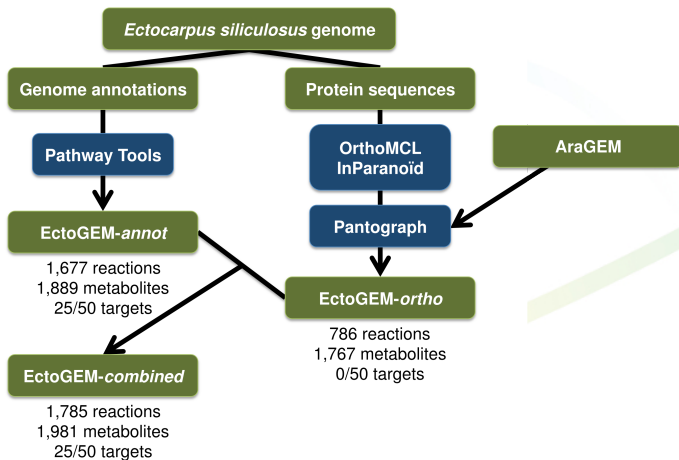 Ectocarpus siliculosus genome
Genome annotations
Protein sequences
Pathway Tools
OrthoMCL
InParanoïd
AraGEM
Pantograph
EctoGEM-annot
1,677 reactions
1,889 metabolites
25/50 targets
EctoGEM-ortho
786 reactions
1,767 metabolites
0/50 targets
EctoGEM-combined
1,785 reactions
1,981 metabolites
25/50 targets